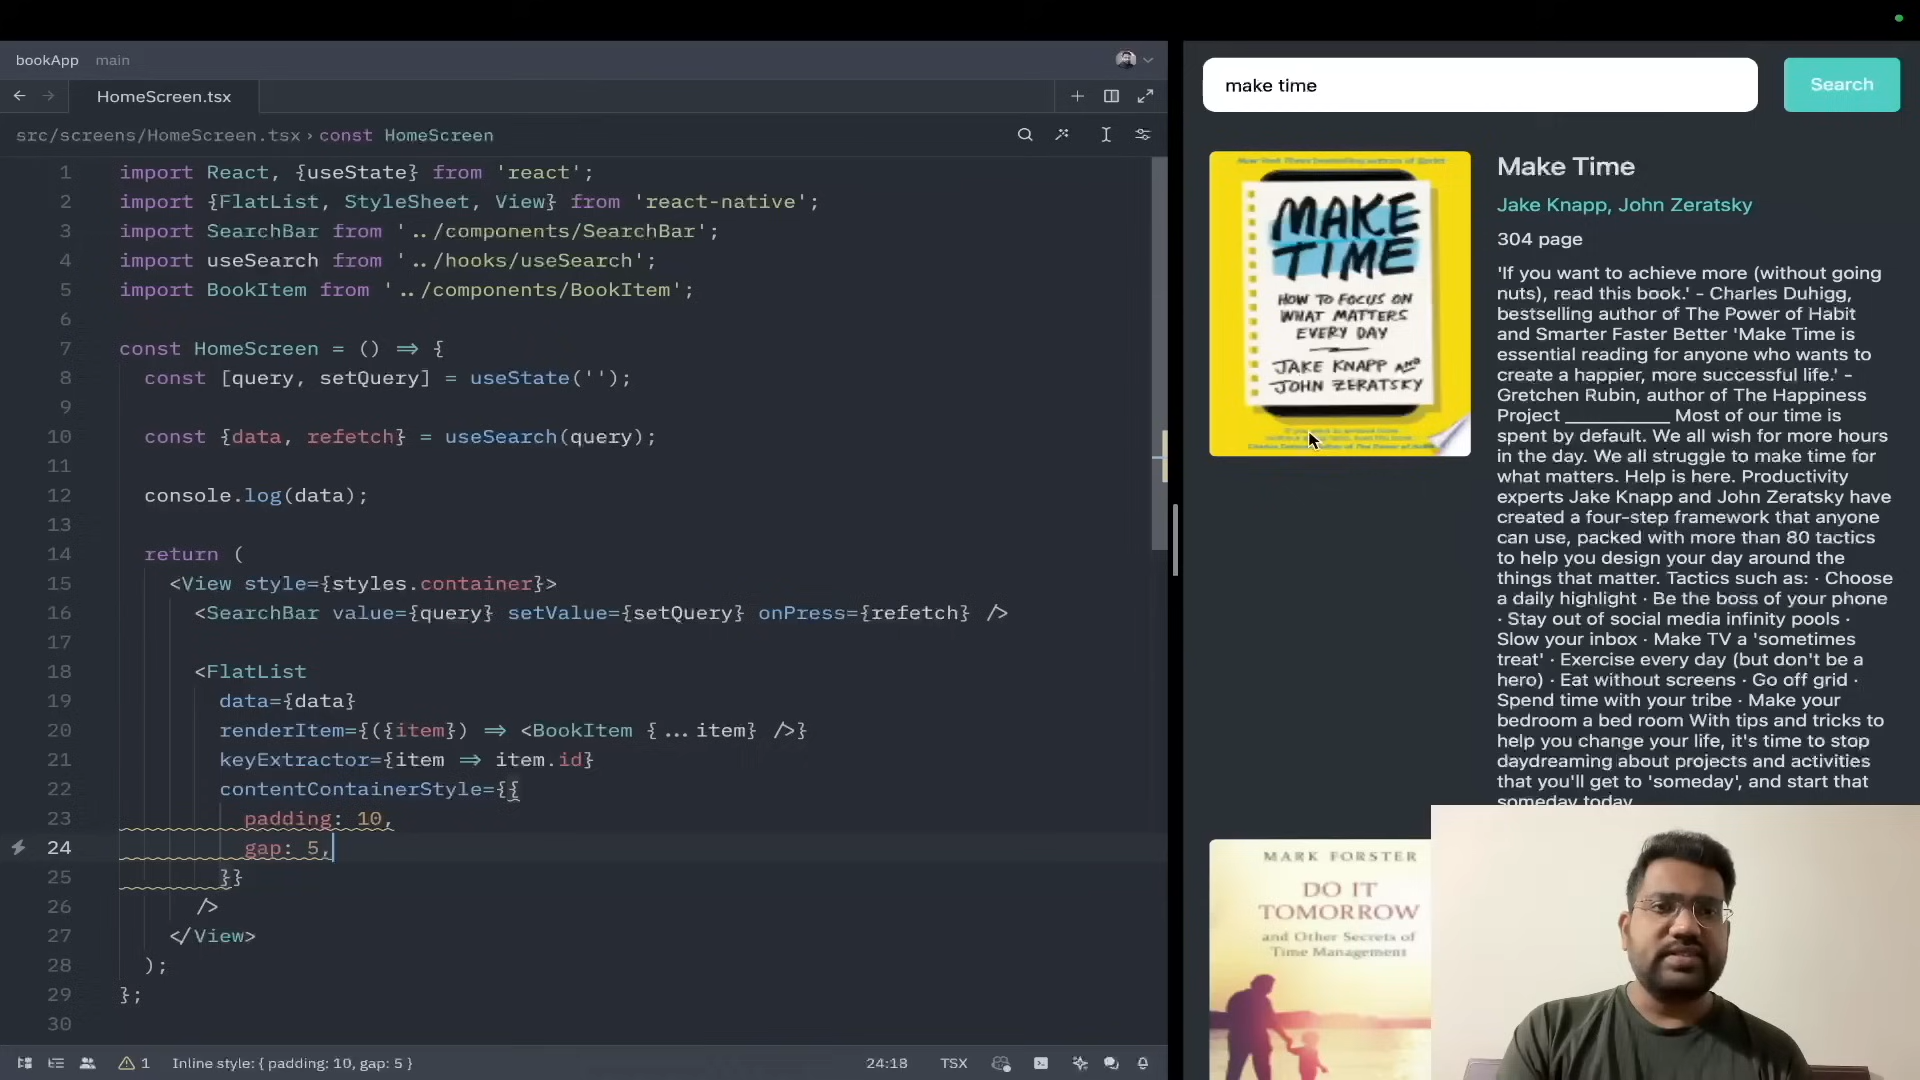 bookApp main
HomeScreen.tsx
src/screens/HomeScreen.tsx › const HomeScreen
1 import React, {useState} from 'react';
2 import {FlatList, StyleSheet, View} from 'react-native';
3 import SearchBar from '../components/SearchBar';
4 import useSearch from '../hooks/useSearch';
5 import BookItem from '../components/BookItem';
6
7 const HomeScreen = () => {
8 const [query, setQuery] = useState('');
9
10 const {data, refetch} = useSearch(query);
11
12 console.log(data);
13
14 return (
15 <View style={styles.container}>
16 <SearchBar value={query} setValue={setQuery} onPress={refetch} />
17
18 <FlatList
19 data={data}
20 renderItem={({item}) => <BookItem {...item} />}
21 keyExtractor={item => item.id}
22 contentContainerStyle={{
23 padding: 10,
24 gap: 5,
25 }}
26 />
27 </View>
28 );
29 };
30
1 Inline style: { padding: 10, gap: 5 } 24:18 TSX
make time
Search
MAKE
TIME
HOW TO FOCUS ON
WHAT MATTERS
EVERY DAY
JAKE KNAPP AND
JOHN ZERATSKY
Make Time
Jake Knapp, John Zeratsky
304 page
'If you want to achieve more (without going
nuts), read this book.' - Charles Duhigg,
bestselling author of The Power of Habit
and Smarter Faster Better 'Make Time is
essential reading for anyone who wants to
create a happier, more successful life.' -
Gretchen Rubin, author of The Happiness
Project __________ Most of our time is
spent by default. We all wish for more hours
in the day. We all struggle to make time for
what matters. Help is here. Productivity
experts Jake Knapp and John Zeratsky have
created a four-step framework that anyone
can use, packed with more than 80 tactics
to help you design your day around the
things that matter. Tactics such as: · Choose
a daily highlight · Be the boss of your phone
· Stay out of social media infinity pools ·
Slow your inbox · Make TV a 'sometimes
treat' · Exercise every day (but don't be a
hero) · Eat without screens · Go off grid ·
Spend time with your tribe · Make your
bedroom a bed room With tips and tricks to
help you change your life, it's time to stop
daydreaming about projects and activities
that you'll get to 'someday', and start that
someday today
MARK FORSTER
DO IT
TOMORROW
and Other Secrets of
Time Management